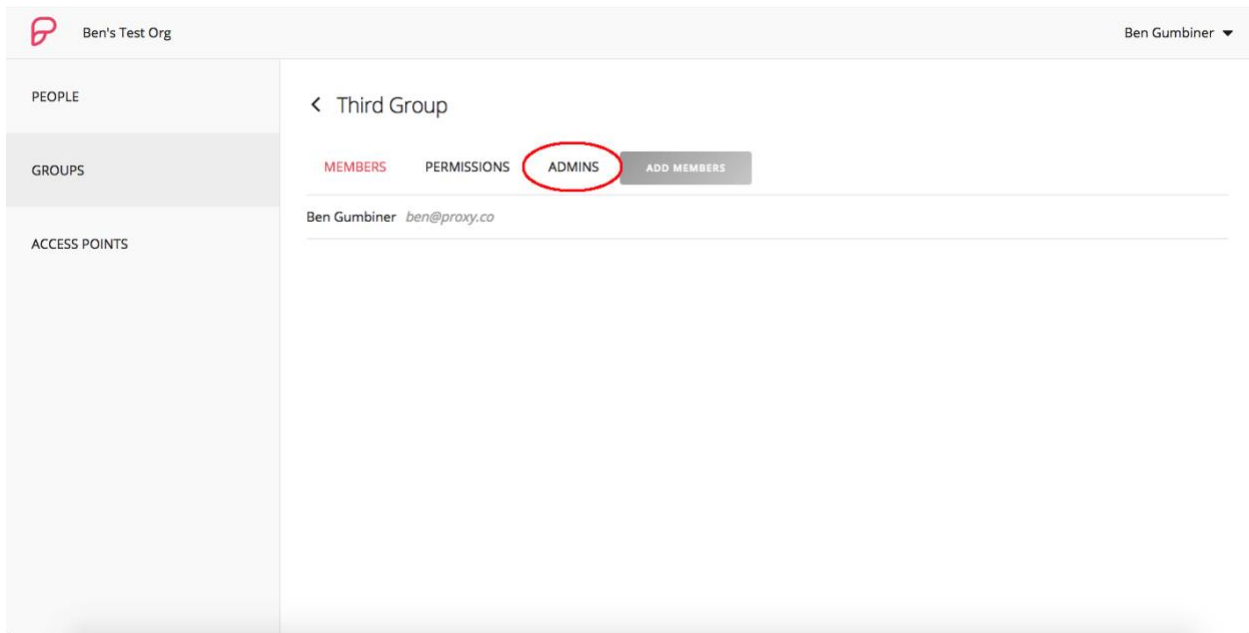 Ben's Test Org
Ben Gumbiner
PEOPLE
GROUPS
ACCESS POINTS
Third Group
MEMBERS PERMISSIONS ADMINS ADD MEMBERS
Ben Gumbiner ben@proxy.co